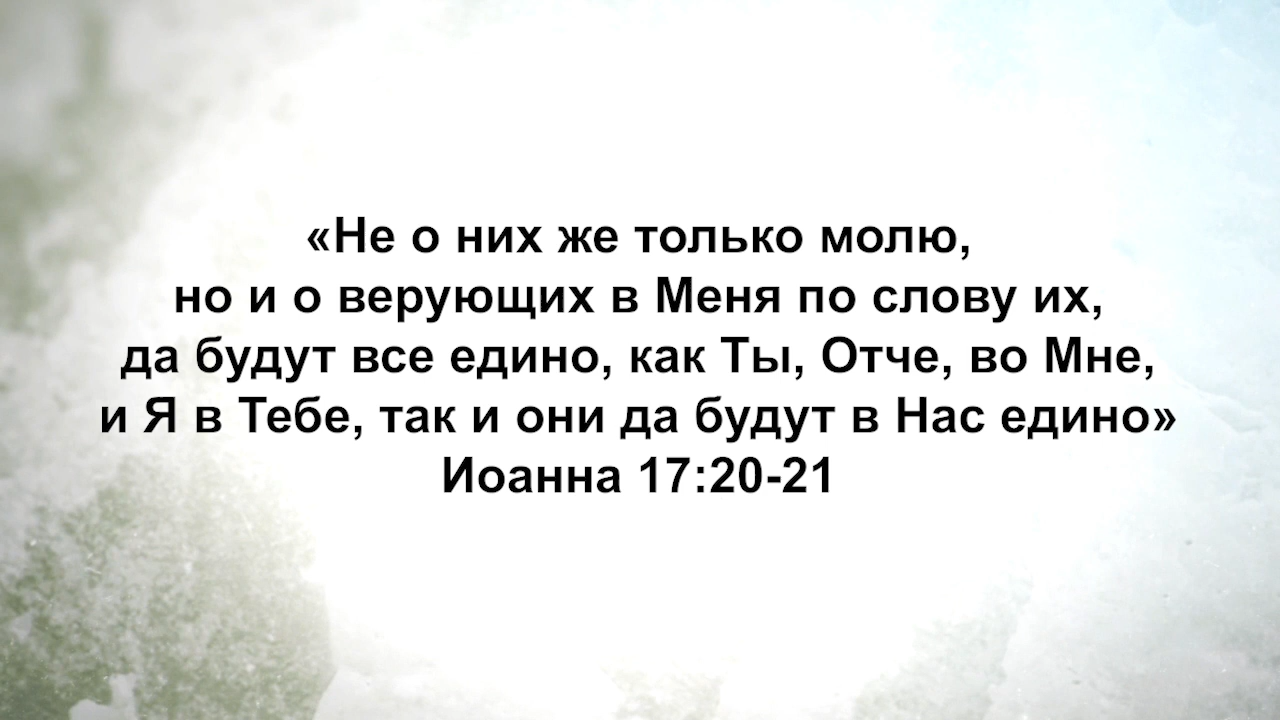 «Не о них же только молю,
но и о верующих в Меня по слову их,
да будут все едино, как Ты, Отче, во Мне,
и Я в Тебе, так и они да будут в Нас едино»
Иоанна 17:20-21